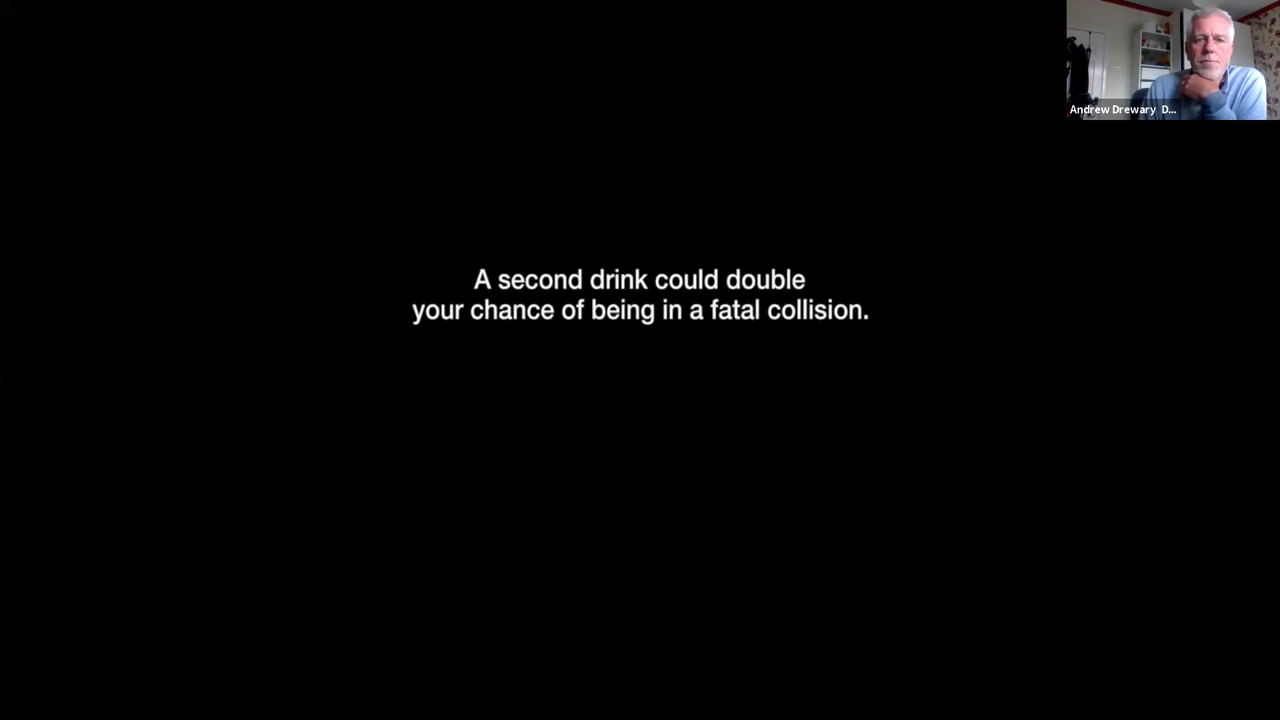 Andrew Drewary D...
A second drink could double
your chance of being in a fatal collision.